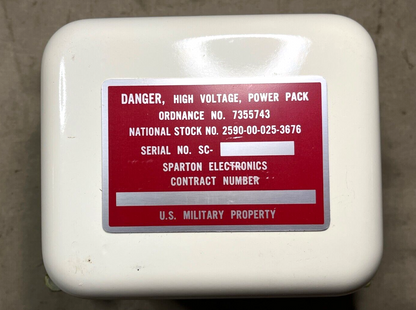 DANGER, HIGH VOLTAGE, POWER PACK
ORDNANCE NO. 7355743
NATIONAL STOCK NO. 2590-00-025-3676
SERIAL NO. SC-
SPARTON ELECTRONICS
CONTRACT NUMBER
U.S. MILITARY PROPERTY